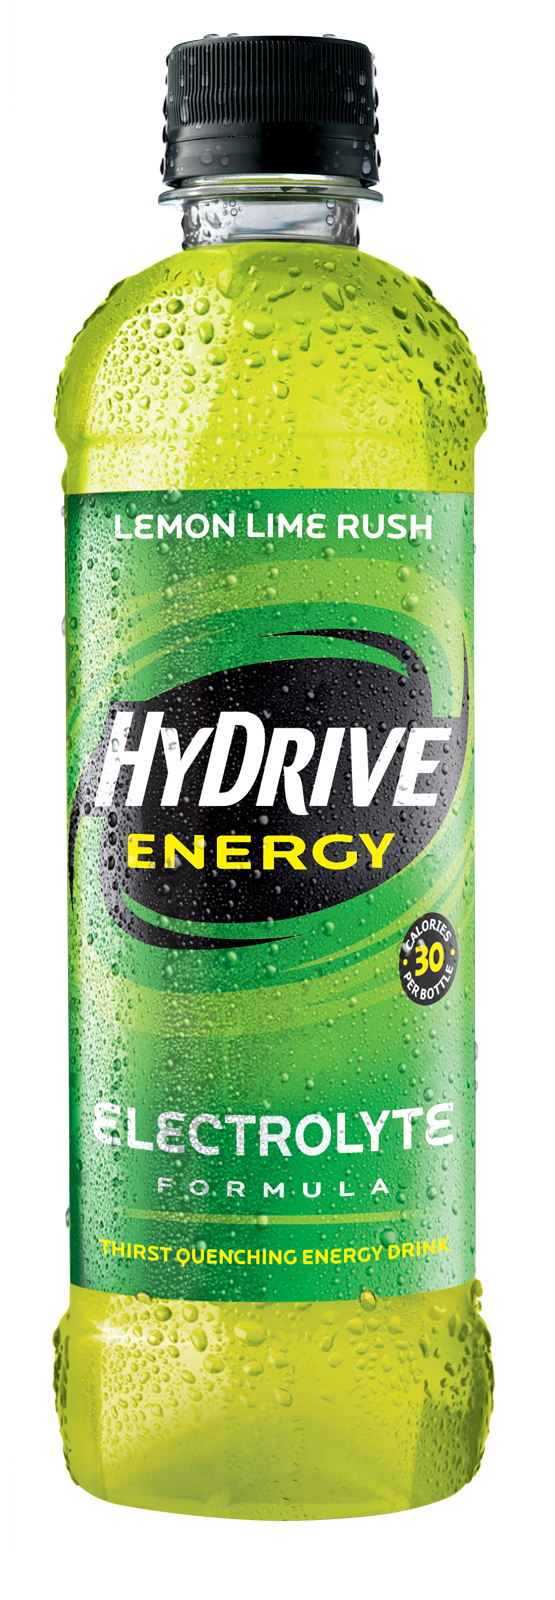 LEMON LIME RUSH
HYDRIVE
ENERGY
CALORIES
30
PER BOTTLE
ELECTROLYTE
FORMULA
THIRST QUENCHING ENERGY DRINK